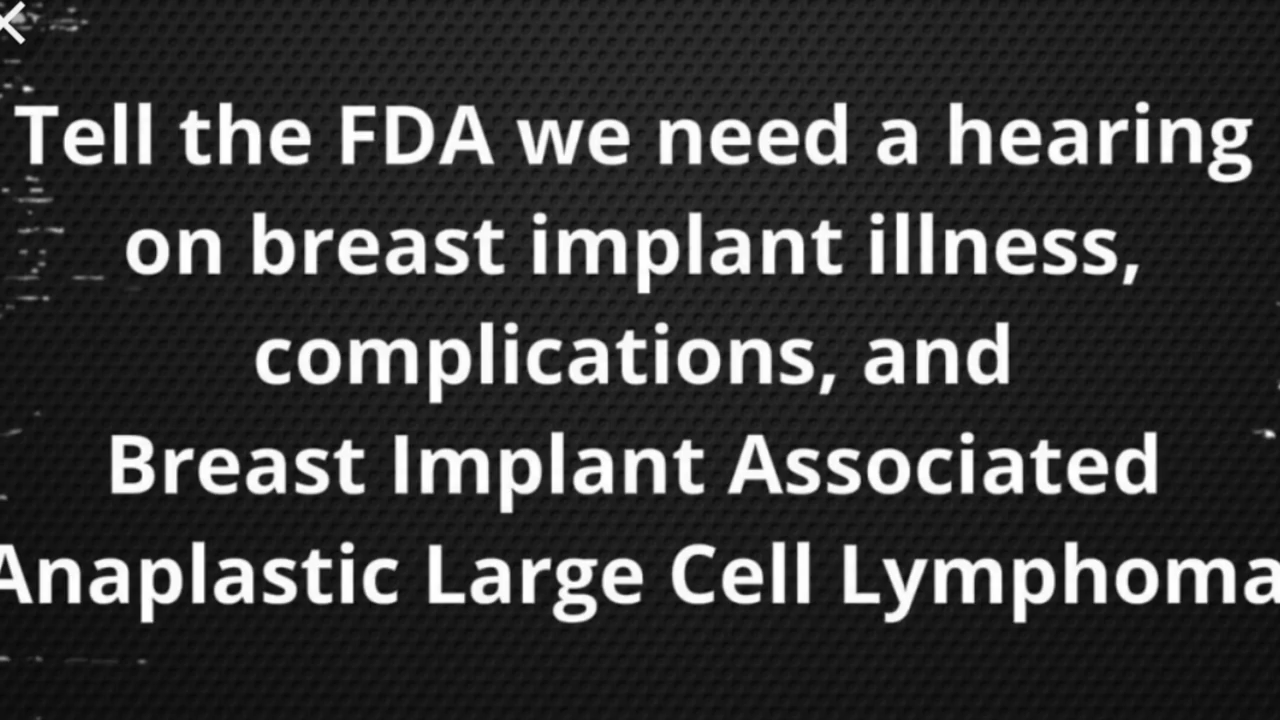 Tell the FDA we need a hearing
on breast implant illness,
complications, and
Breast Implant Associated
Anaplastic Large Cell Lymphoma